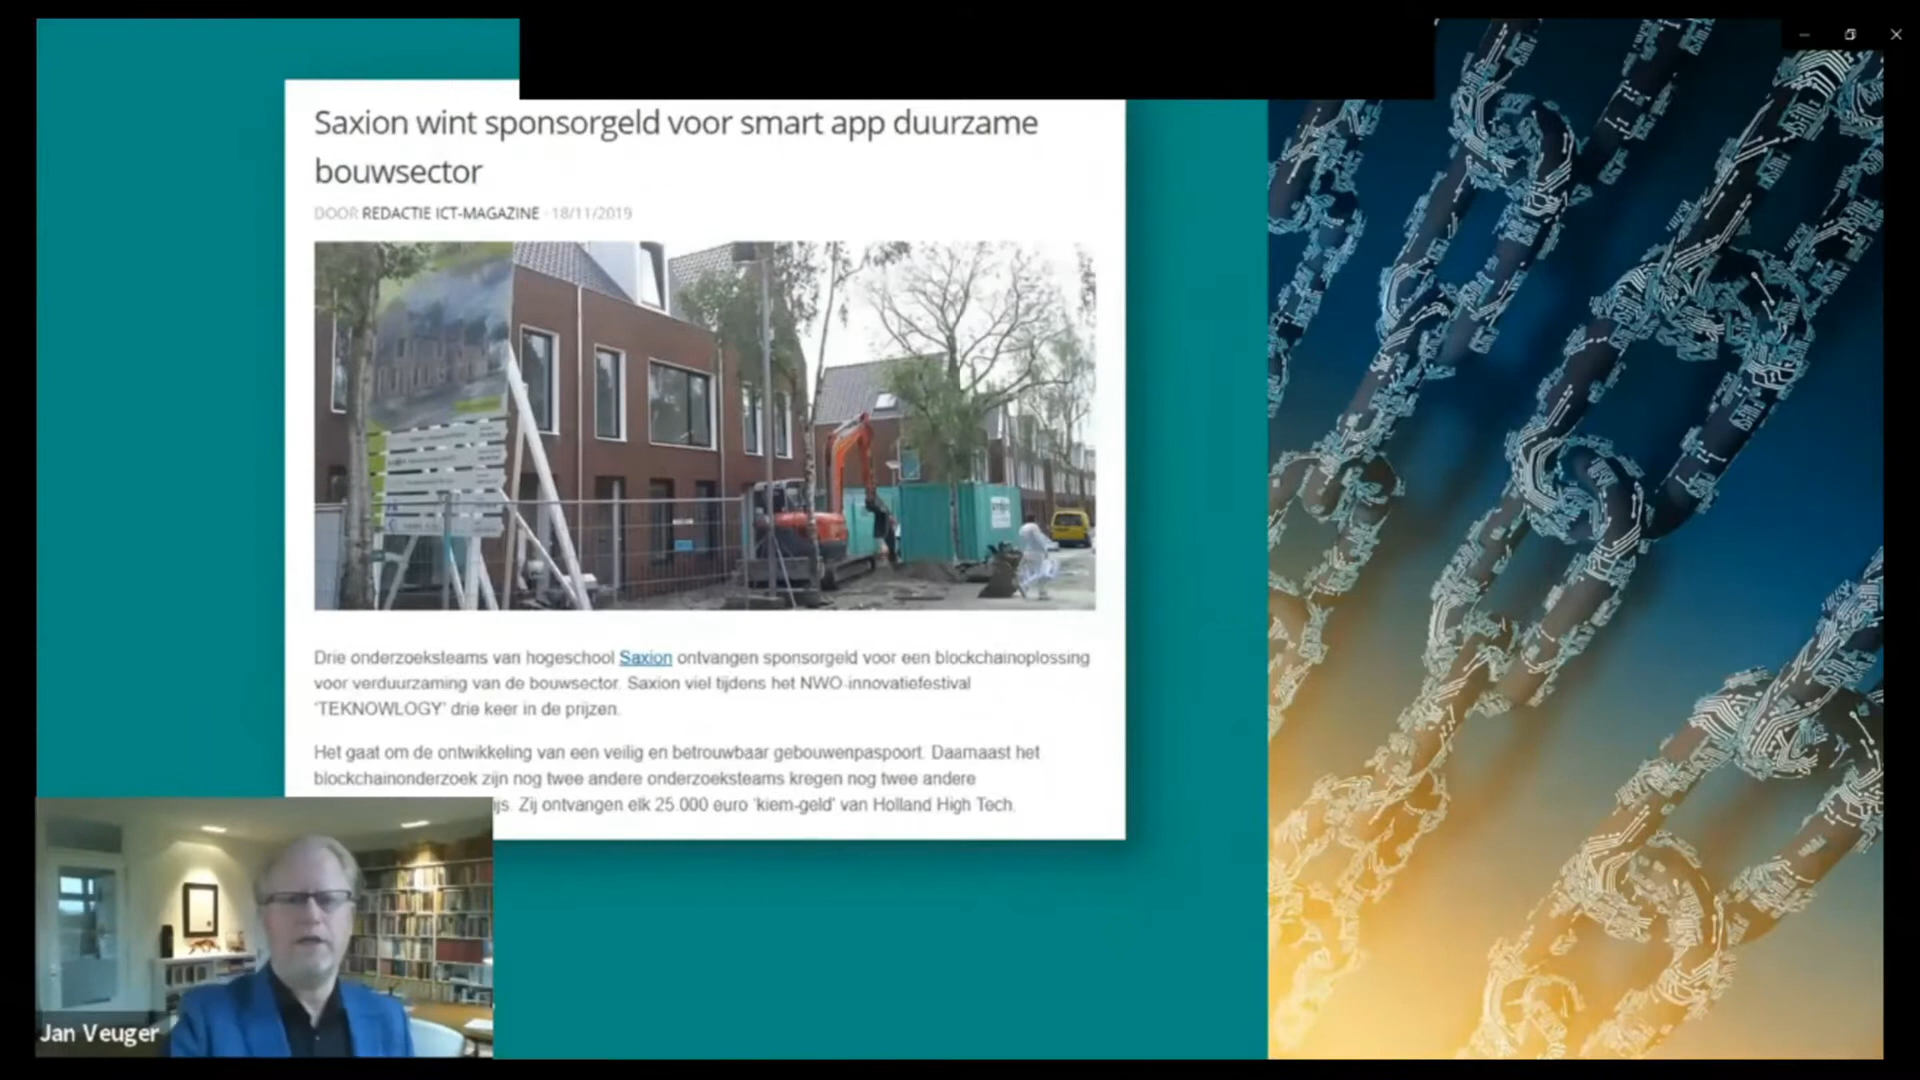 Saxion wint sponsorgeld voor smart app duurzame
bouwsector
DOOR REDACTIE ICT-MAGAZINE · 18/11/2019
Drie onderzoeksteams van hogeschool Saxion ontvangen sponsorgeld voor een blockchainoplossing
voor verduurzaming van de bouwsector. Saxion viel tijdens het NWO-innovatiefestival
'TEKNOWLOGY' drie keer in de prijzen.
Het gaat om de ontwikkeling van een veilig en betrouwbaar gebouwenpaspoort. Daarnaast het
blockchainonderzoek zijn nog twee andere onderzoeksteams kregen nog twee andere
js. Zij ontvangen elk 25.000 euro 'kiem-geld' van Holland High Tech.
Jan Veuger